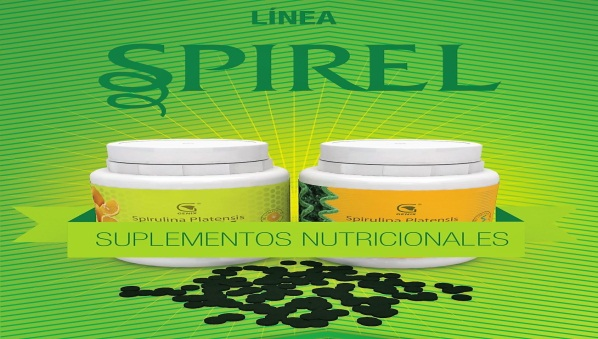 LÍNEA
SPIREL
Spirulina Platensis
Spirulina Platensis
SUPLEMENTOS NUTRICIONALES